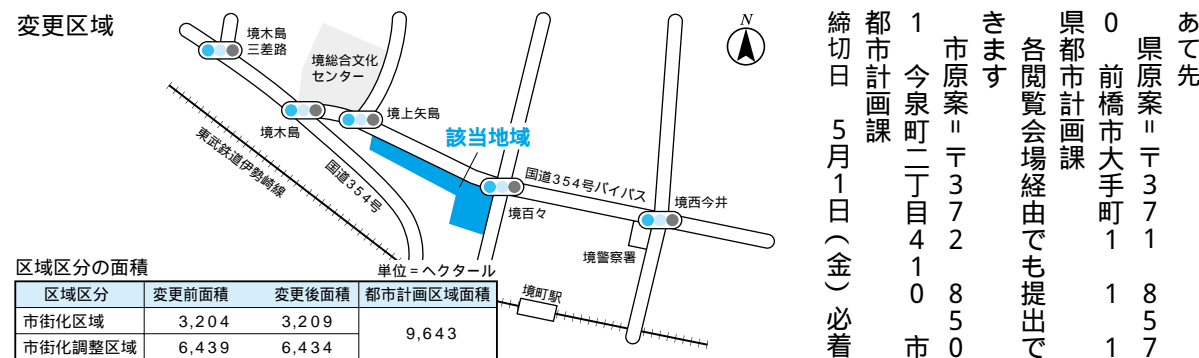 変更区域
境木島
三差路
境総合文化
センター
N
境木島
境上矢島
該当地域
東武鉄道伊勢崎線
国道354号
国道354号バイパス
境百々
境西今井
境警察署
境町駅
区域区分の面積
単位=ヘクタール
区域区分 変更前面積 変更後面積 都市計画区域面積
市街化区域 3,204 3,209 9,643
市街化調整区域 6,439 6,434
あて先
県原案=〒371 857
0 前橋市大手町1 1 1
県都市計画課
各閲覧会場経由でも提出で
きます
市原案=〒372 850
1 今泉町二丁目410 市
都市計画課
締切日 5月1日(金)必着